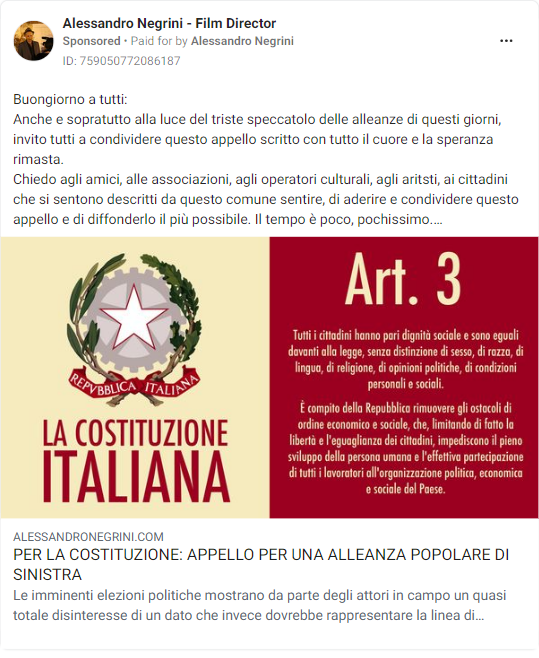 Alessandro Negrini - Film Director
Sponsored • Paid for by Alessandro Negrini
ID: 759050772086187
Buongiorno a tutti:
Anche e sopratutto alla luce del triste speccatolo delle alleanze di questi giorni,
invito tutti a condividere questo appello scritto con tutto il cuore e la speranza
rimasta.
Chiedo agli amici, alle associazioni, agli operatori culturali, agli aritsti, ai cittadini
che si sentono descritti da questo comune sentire, di aderire e condividere questo
appello e di diffonderlo il più possibile. Il tempo è poco, pochissimo....
REPVBBLICA ITALIANA
LA COSTITUZIONE
ITALIANA
Art. 3
Tutti i cittadini hanno pari dignità sociale e sono eguali
davanti alla legge, senza distinzione di sesso, di razza, di
lingua, di religione, di opinioni politiche, di condizioni
personali e sociali.
È compito della Repubblica rimuovere gli ostacoli di
ordine economico e sociale, che, limitando di fatto la
libertà e l'eguaglianza dei cittadini, impediscono il pieno
sviluppo della persona umana e l'effettiva partecipazione
di tutti i lavoratori all'organizzazione politica, economica
e sociale del Paese.
ALESSANDRONEGRINI.COM
PER LA COSTITUZIONE: APPELLO PER UNA ALLEANZA POPOLARE DI
SINISTRA
Le imminenti elezioni politiche mostrano da parte degli attori in campo un quasi
totale disinteresse di un dato che invece dovrebbe rappresentare la linea di...